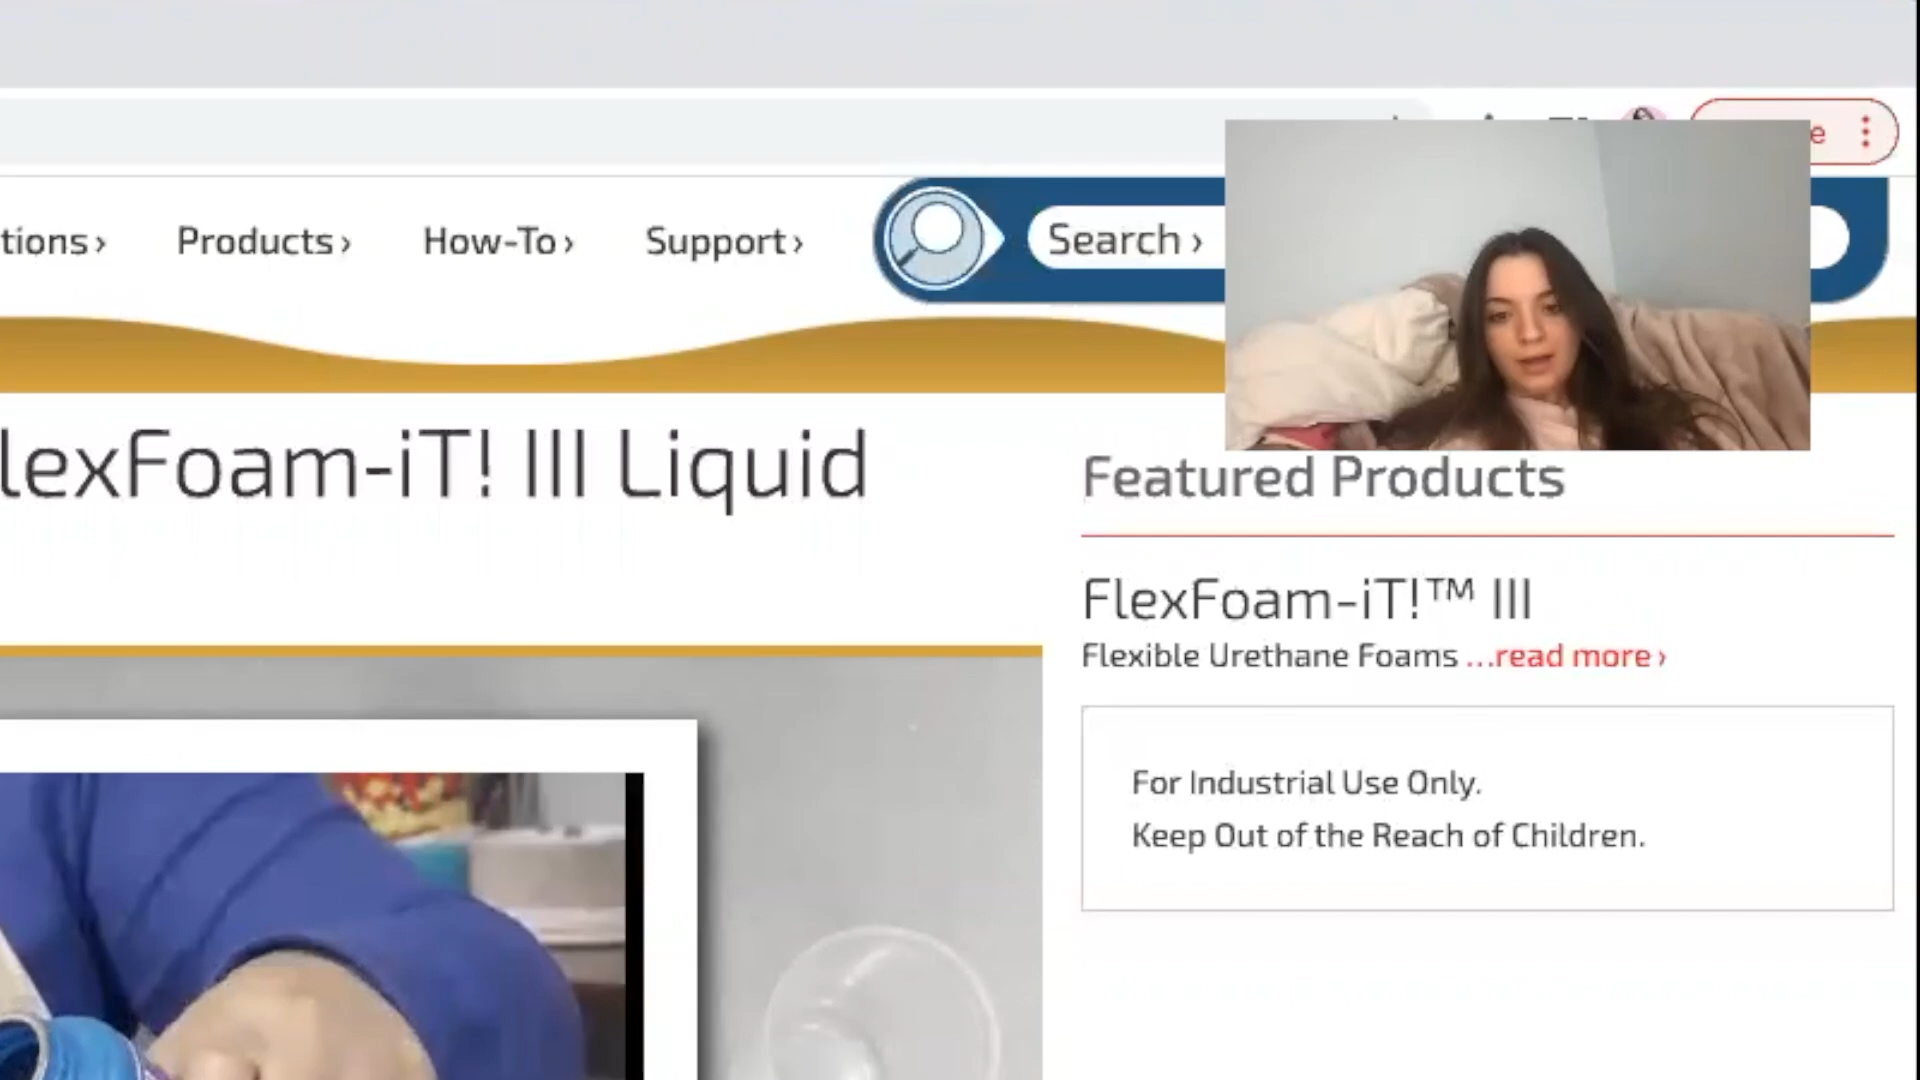 e
tions ›
Products ›
How-To ›
Support ›
Search ›
lexFoam-iT! III Liquid
Featured Products
FlexFoam-iT!™ III
Flexible Urethane Foams ...read more ›
For Industrial Use Only.
Keep Out of the Reach of Children.